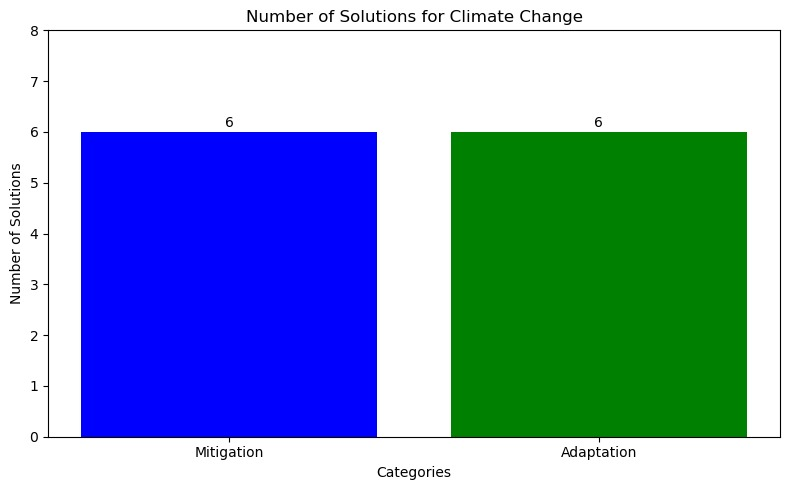 Number of Solutions for Climate Change
8
7
6
5
4
3
2
1
0
Number of Solutions
6
6
Mitigation
Adaptation
Categories